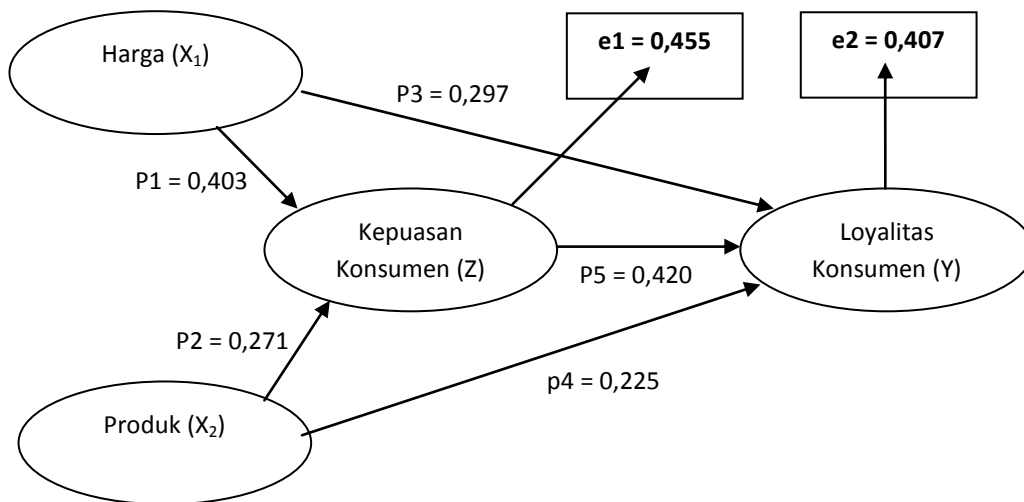 Harga (X₁)
e1 = 0,455
e2 = 0,407
P3 = 0,297
P1 = 0,403
Kepuasan
Konsumen (Z)
Loyalitas
Konsumen (Y)
P5 = 0,420
P2 = 0,271
p4 = 0,225
Produk (X₂)